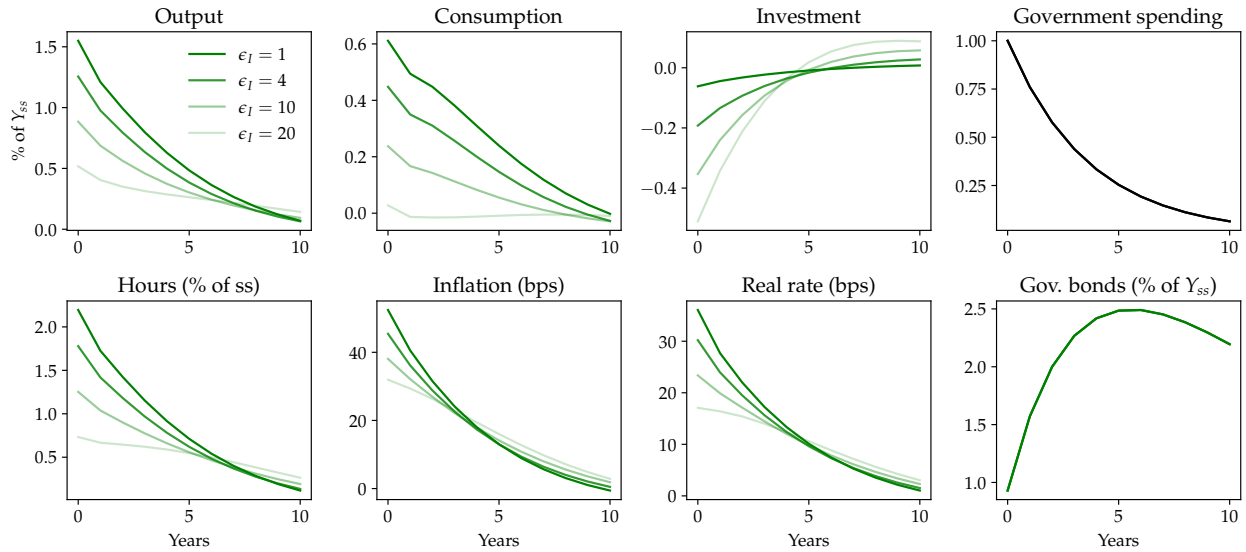 Output
Consumption
Investment
Government spending
% of Y_ss
1.5
1.0
0.5
0.0
ϵ_I = 1
ϵ_I = 4
ϵ_I = 10
ϵ_I = 20
0 5 10
0.6
0.4
0.2
0.0
0 5 10
0.0
−0.2
−0.4
0 5 10
1.00
0.75
0.50
0.25
0 5 10
Hours (% of ss)
Inflation (bps)
Real rate (bps)
Gov. bonds (% of Y_ss)
2.0
1.5
1.0
0.5
0 5 10
Years
40
20
0
0 5 10
Years
30
20
10
0
0 5 10
Years
2.5
2.0
1.5
1.0
0 5 10
Years